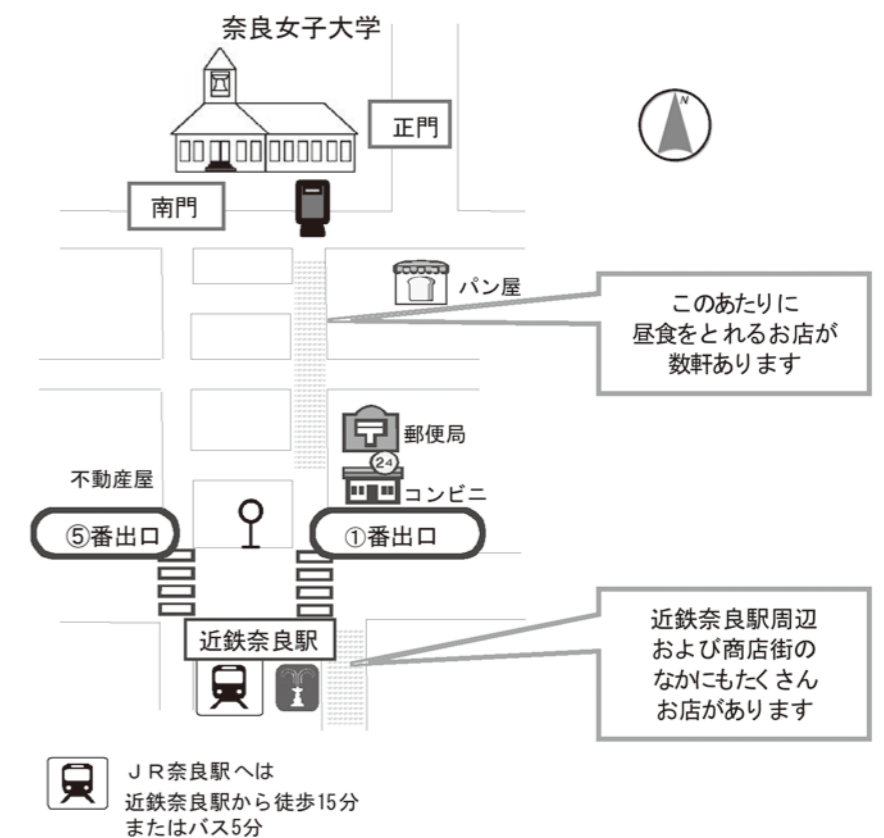 奈良女子大学
N
正門
南門
パン屋
このあたりに
昼食をとれるお店が
数軒あります
郵便局
24
不動産屋
コンビニ
⑤番出口
①番出口
近鉄奈良駅
近鉄奈良駅周辺
および商店街の
なかにもたくさん
お店があります
JR奈良駅へは
近鉄奈良駅から徒歩15分
またはバス5分